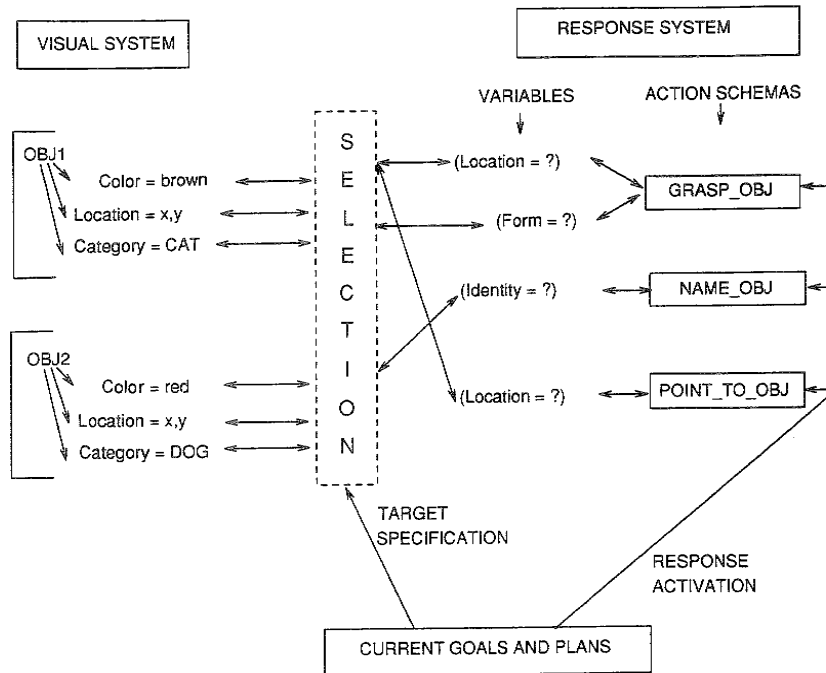 VISUAL SYSTEM
RESPONSE SYSTEM
VARIABLES
ACTION SCHEMAS
OBJ1
Color = brown
Location = x,y
Category = CAT
OBJ2
Color = red
Location = x,y
Category = DOG
S
E
L
E
C
T
I
O
N
(Location = ?)
(Form = ?)
(Identity = ?)
(Location = ?)
GRASP_OBJ
NAME_OBJ
POINT_TO_OBJ
TARGET
SPECIFICATION
RESPONSE
ACTIVATION
CURRENT GOALS AND PLANS